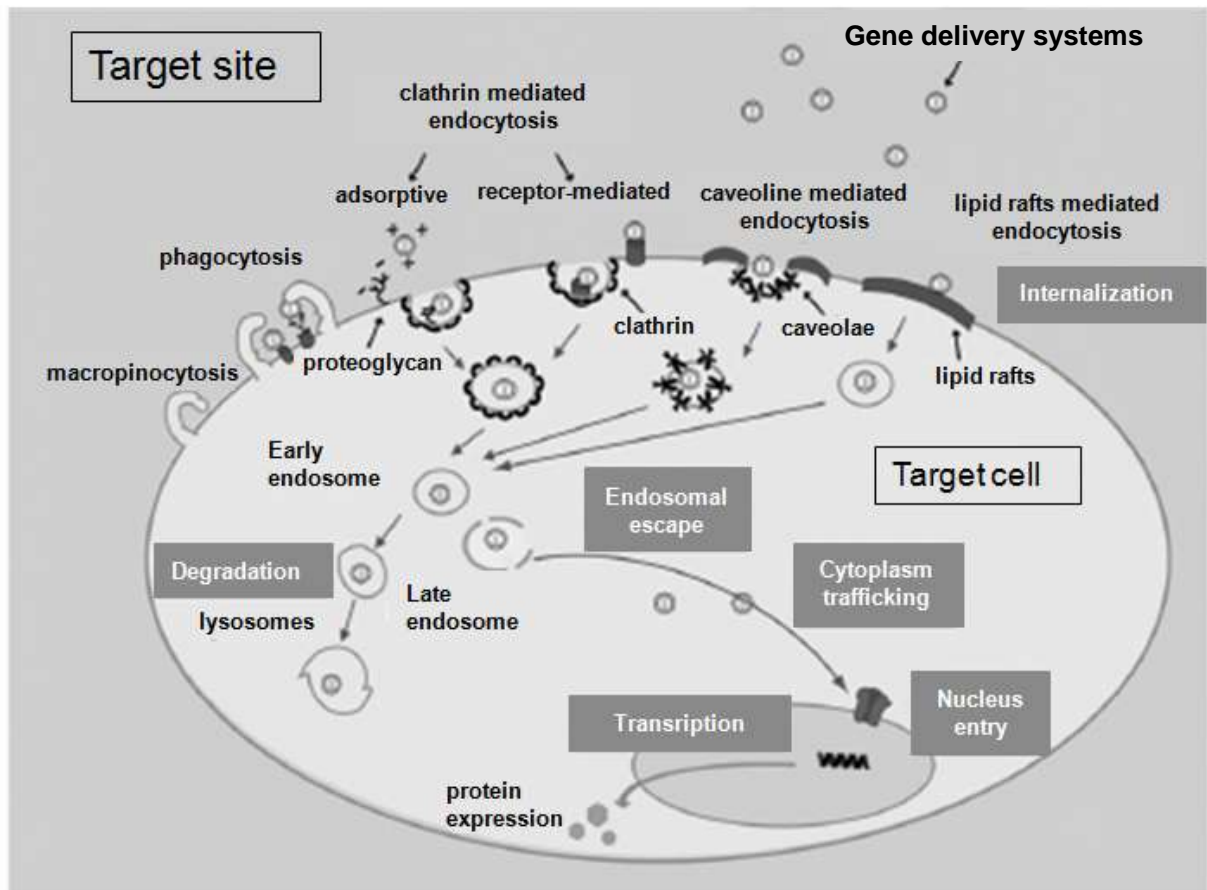 Gene delivery systems
Target site
clathrin mediated
endocytosis
adsorptive
receptor-mediated
caveoline mediated
endocytosis
lipid rafts mediated
endocytosis
phagocytosis
Internalization
clathrin
caveolae
proteoglycan
macropinocytosis
lipid rafts
Early
endosome
Target cell
Endosomal
escape
Degradation
Cytoplasm
trafficking
Late
endosome
lysosomes
Nucleus
entry
Transription
protein
expression